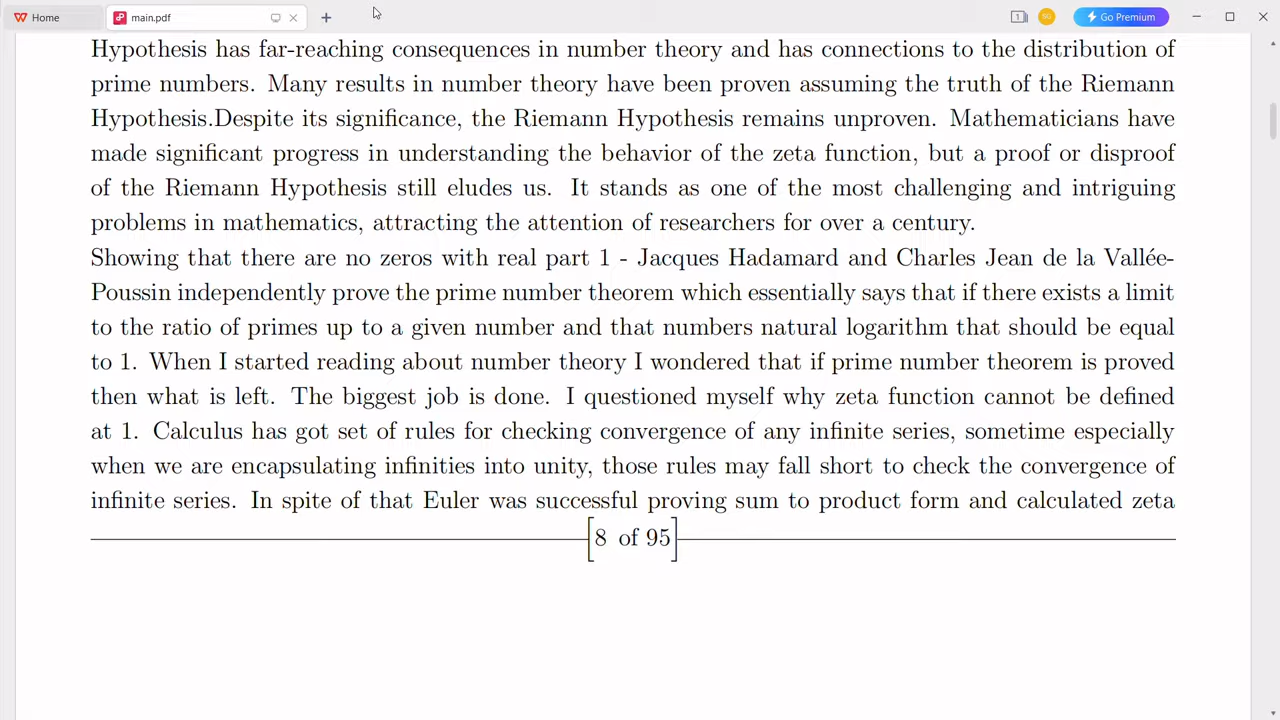 Home
main.pdf
1
Go Premium
Hypothesis has far-reaching consequences in number theory and has connections to the distribution of
prime numbers. Many results in number theory have been proven assuming the truth of the Riemann
Hypothesis.Despite its significance, the Riemann Hypothesis remains unproven. Mathematicians have
made significant progress in understanding the behavior of the zeta function, but a proof or disproof
of the Riemann Hypothesis still eludes us. It stands as one of the most challenging and intriguing
problems in mathematics, attracting the attention of researchers for over a century.
Showing that there are no zeros with real part 1 - Jacques Hadamard and Charles Jean de la Vallée-
Poussin independently prove the prime number theorem which essentially says that if there exists a limit
to the ratio of primes up to a given number and that numbers natural logarithm that should be equal
to 1. When I started reading about number theory I wondered that if prime number theorem is proved
then what is left. The biggest job is done. I questioned myself why zeta function cannot be defined
at 1. Calculus has got set of rules for checking convergence of any infinite series, sometime especially
when we are encapsulating infinities into unity, those rules may fall short to check the convergence of
infinite series. In spite of that Euler was successful proving sum to product form and calculated zeta
[8 of 95]